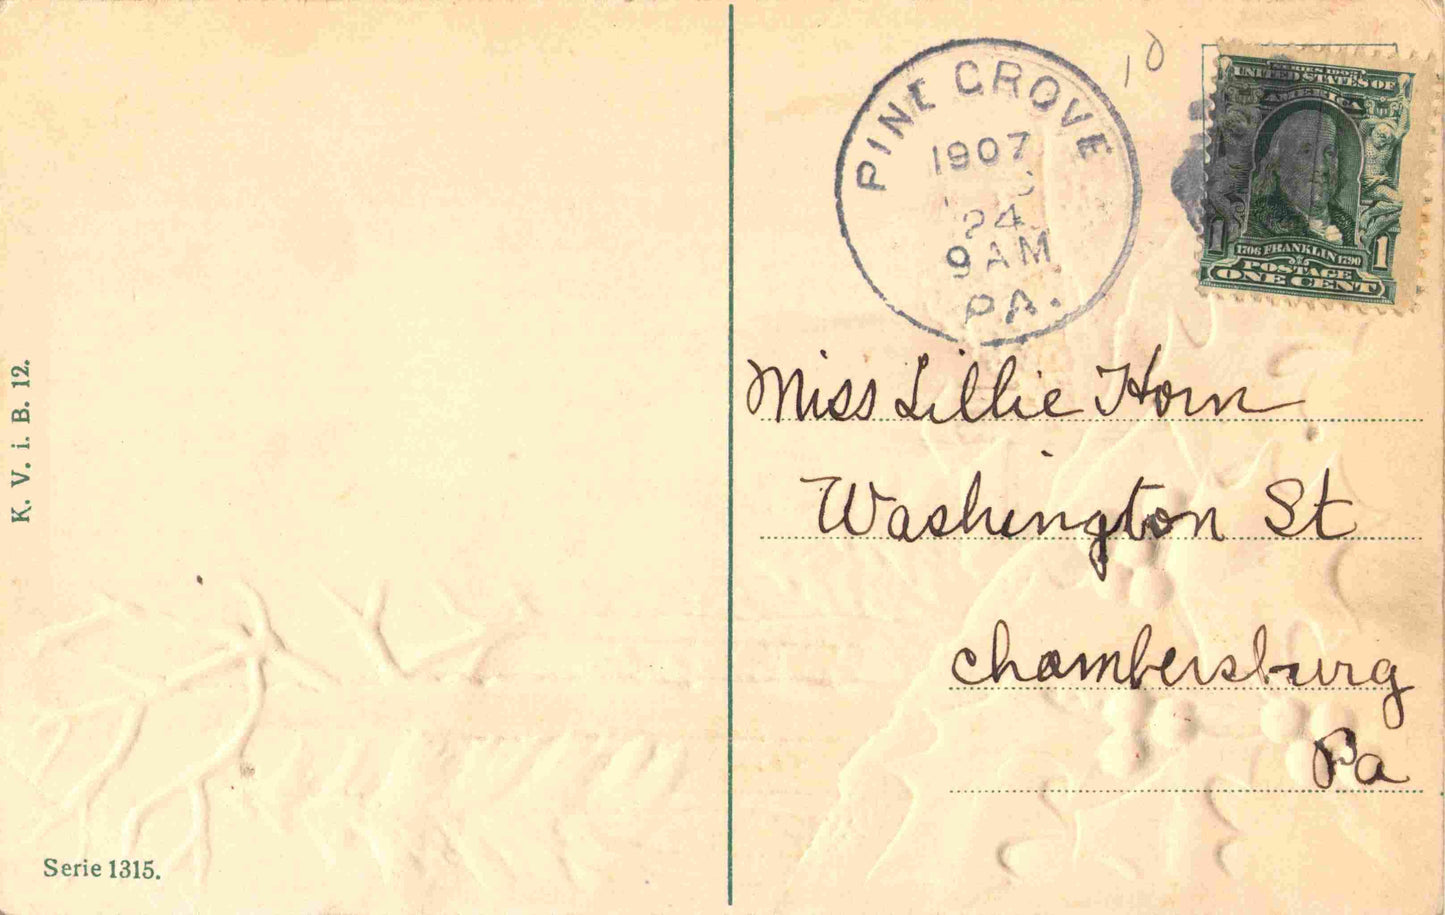 K. V. i. B. 12.
Serie 1315.
10
PINE GROVE
1907
24
9 AM
PA.
SERIES 1902
UNITED STATES OF
AMERICA
1 1
1706 FRANKLIN 1790
POSTAGE
ONE CENT
Miss Lillie Horn
Washington St
Chambersburg
Pa